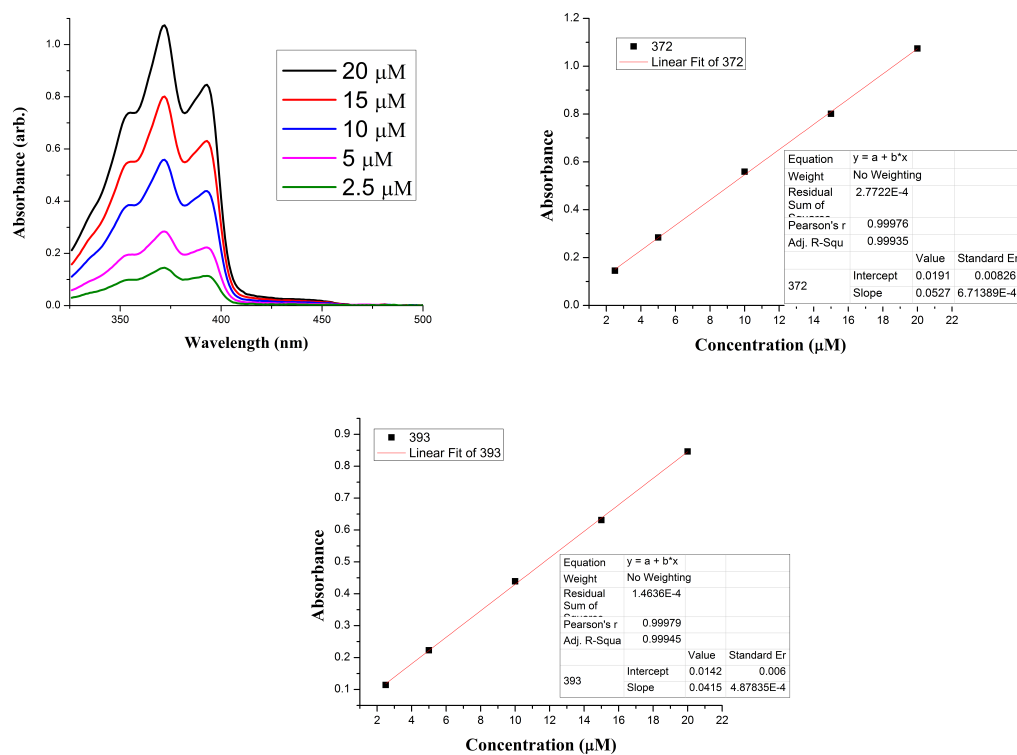 1.0
0.8
0.6
0.4
0.2
0.0
Absorbance (arb.)
350 400 450 500
Wavelength (nm)
20 μM
15 μM
10 μM
5 μM
2.5 μM
1.2
1.0
0.8
0.6
0.4
0.2
0.0
Absorbance
372
Linear Fit of 372
Equation y = a + b*x
Weight No Weighting
Residual 2.7722E-4
Sum of
Pearson's r 0.99976
Adj. R-Squ 0.99935
Value Standard Er
Intercept 0.0191 0.00826
372
Slope 0.0527 6.71389E-4
2 4 6 8 10 12 14 16 18 20 22
Concentration (μM)
0.9
0.8
0.7
0.6
0.5
0.4
0.3
0.2
0.1
Absorbance
393
Linear Fit of 393
Equation y = a + b*x
Weight No Weighting
Residual 1.4636E-4
Sum of
Pearson's r 0.99979
Adj. R-Squa 0.99945
Value Standard Er
Intercept 0.0142 0.006
393
Slope 0.0415 4.87835E-4
2 4 6 8 10 12 14 16 18 20 22
Concentration (μM)